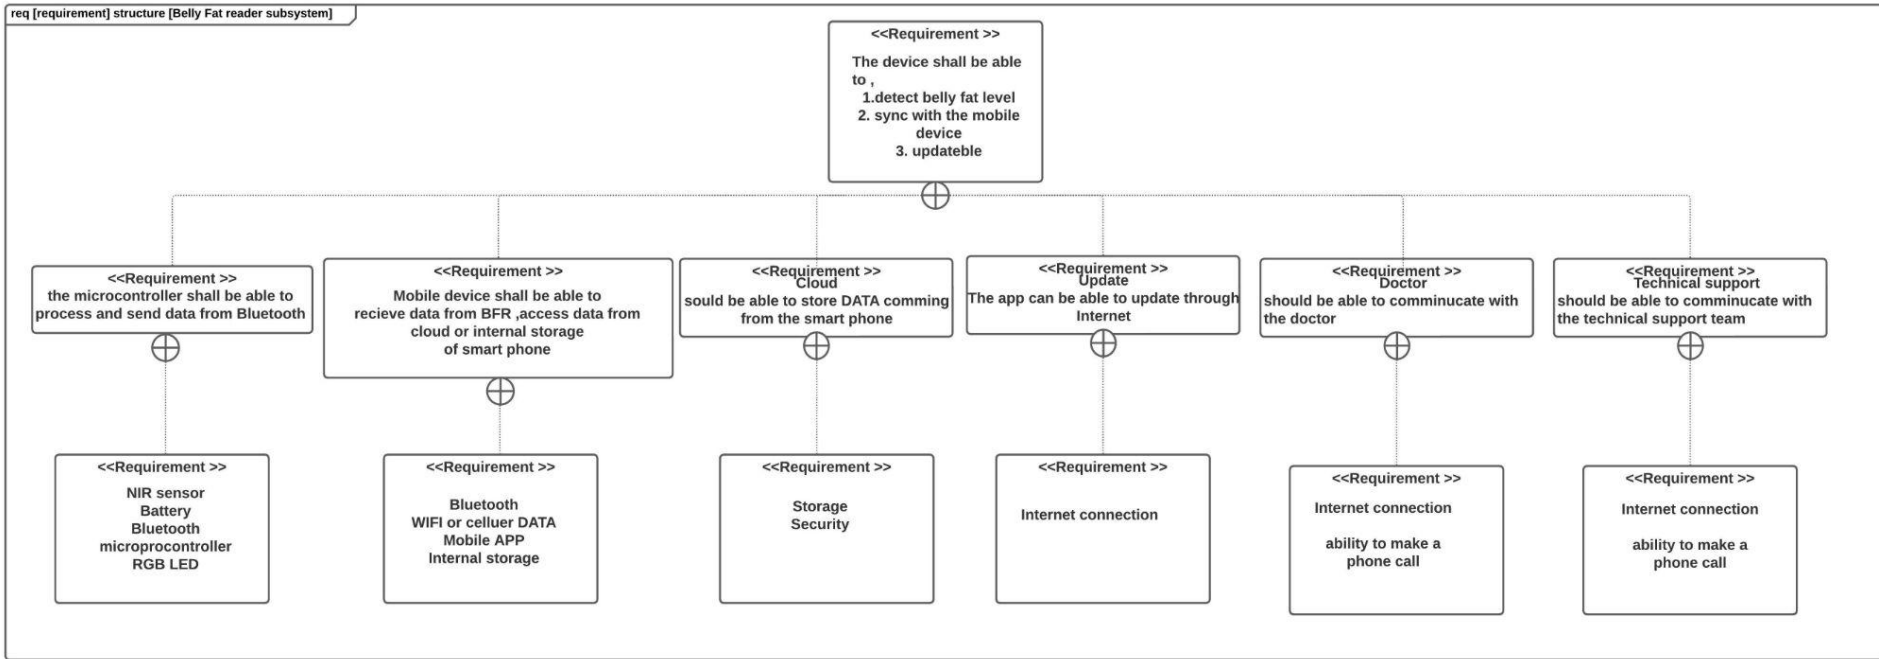 req [requirement] structure [Belly Fat reader subsystem]
<<Requirement >>
The device shall be able
to ,
1.detect belly fat level
2. sync with the mobile
device
3. updateble
<<Requirement >>
the microcontroller shall be able to
process and send data from Bluetooth
<<Requirement >>
Mobile device shall be able to
recieve data from BFR ,access data from
cloud or internal storage
of smart phone
<<Requirement >>
Cloud
sould be able to store DATA comming
from the smart phone
<<Requirement >>
Update
The app can be able to update through
Internet
<<Requirement >>
Doctor
should be able to comminucate with
the doctor
<<Requirement >>
Technical support
should be able to comminucate with
the technical support team
<<Requirement >>
NIR sensor
Battery
Bluetooth
microprocontroller
RGB LED
<<Requirement >>
Bluetooth
WIFI or celluer DATA
Mobile APP
Internal storage
<<Requirement >>
Storage
Security
<<Requirement >>
Internet connection
<<Requirement >>
Internet connection
ability to make a
phone call
<<Requirement >>
Internet connection
ability to make a
phone call